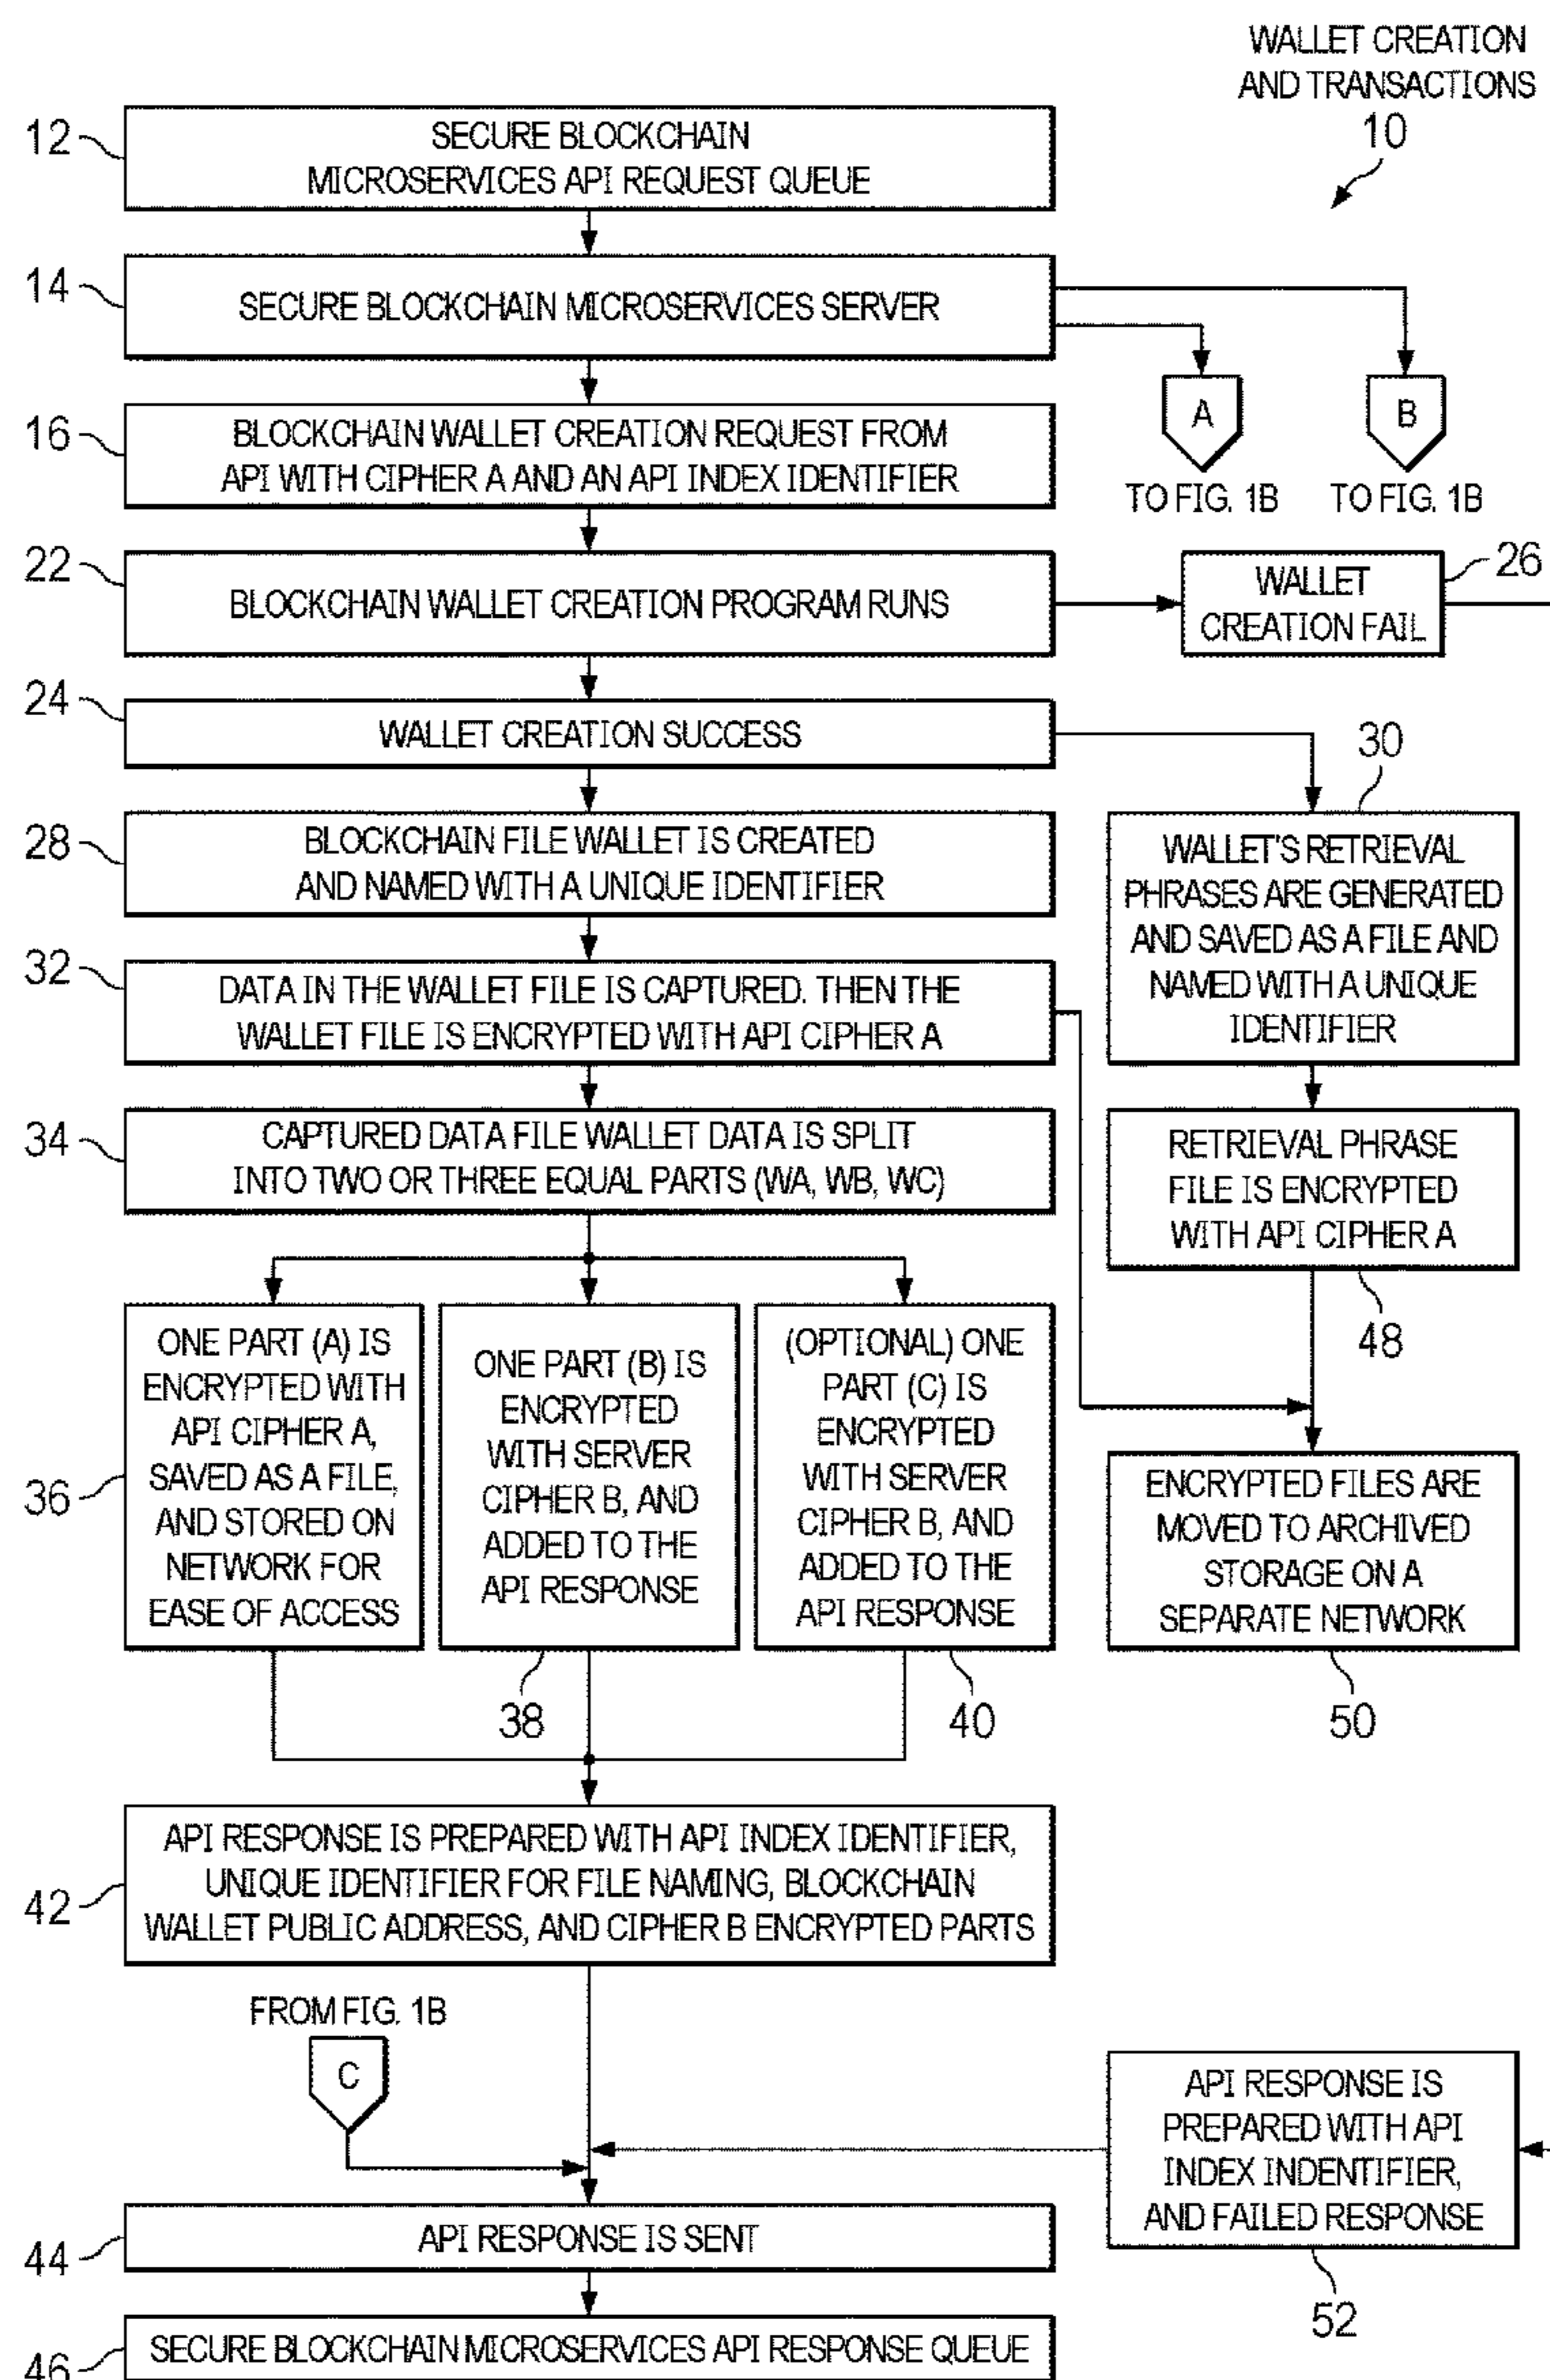 WALLET CREATION
AND TRANSACTIONS
10
12
SECURE BLOCKCHAIN
MICROSERVICES API REQUEST QUEUE
14
SECURE BLOCKCHAIN MICROSERVICES SERVER
A
B
TO FIG. 1B
TO FIG. 1B
16
BLOCKCHAIN WALLET CREATION REQUEST FROM
API WITH CIPHER A AND AN API INDEX IDENTIFIER
22
BLOCKCHAIN WALLET CREATION PROGRAM RUNS
WALLET
CREATION FAIL
26
24
WALLET CREATION SUCCESS
30
28
BLOCKCHAIN FILE WALLET IS CREATED
AND NAMED WITH A UNIQUE IDENTIFIER
WALLET'S RETRIEVAL
PHRASES ARE GENERATED
AND SAVED AS A FILE AND
NAMED WITH A UNIQUE
IDENTIFIER
32
DATA IN THE WALLET FILE IS CAPTURED. THEN THE
WALLET FILE IS ENCRYPTED WITH API CIPHER A
34
CAPTURED DATA FILE WALLET DATA IS SPLIT
INTO TWO OR THREE EQUAL PARTS (WA, WB, WC)
RETRIEVAL PHRASE
FILE IS ENCRYPTED
WITH API CIPHER A
48
36
ONE PART (A) IS
ENCRYPTED WITH
API CIPHER A,
SAVED AS A FILE,
AND STORED ON
NETWORK FOR
EASE OF ACCESS
ONE PART (B) IS
ENCRYPTED
WITH SERVER
CIPHER B, AND
ADDED TO THE
API RESPONSE
38
(OPTIONAL) ONE
PART (C) IS
ENCRYPTED
WITH SERVER
CIPHER B, AND
ADDED TO THE
API RESPONSE
40
ENCRYPTED FILES ARE
MOVED TO ARCHIVED
STORAGE ON A
SEPARATE NETWORK
50
42
API RESPONSE IS PREPARED WITH API INDEX IDENTIFIER,
UNIQUE IDENTIFIER FOR FILE NAMING, BLOCKCHAIN
WALLET PUBLIC ADDRESS, AND CIPHER B ENCRYPTED PARTS
FROM FIG. 1B
C
API RESPONSE IS
PREPARED WITH API
INDEX INDENTIFIER,
AND FAILED RESPONSE
52
44
API RESPONSE IS SENT
46
SECURE BLOCKCHAIN MICROSERVICES API RESPONSE QUEUE